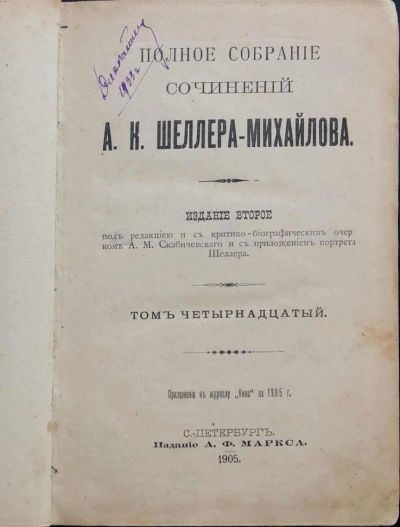 1938 г
ПОЛНОЕ СОБРАНІЕ
СОЧИНЕНІЙ
А. К. ШЕЛЛЕРА-МИХАЙЛОВА.
ИЗДАНІЕ ВТОРОЕ
подъ редакціею и съ критико-біографическимъ очер
комъ А. М. Скабичевскаго и съ приложеніемъ портрета
Шеллера.
ТОМЪ ЧЕТЫРНАДЦАТЫЙ.
Приложеніе къ журналу „Нива" на 1905 г.
С.-ПЕТЕРБУРГЪ.
Изданіе А. Ф. МАРКСА.
1905.